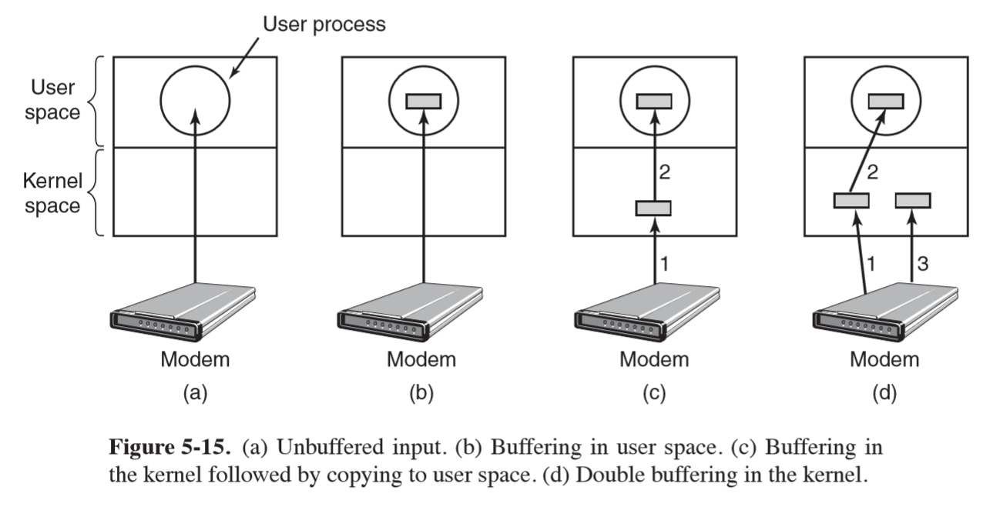 User process
User
space
Kernel
space
2
2
1
1
3
Modem
Modem
Modem
Modem
(a)
(b)
(c)
(d)
Figure 5-15. (a) Unbuffered input. (b) Buffering in user space. (c) Buffering in
the kernel followed by copying to user space. (d) Double buffering in the kernel.